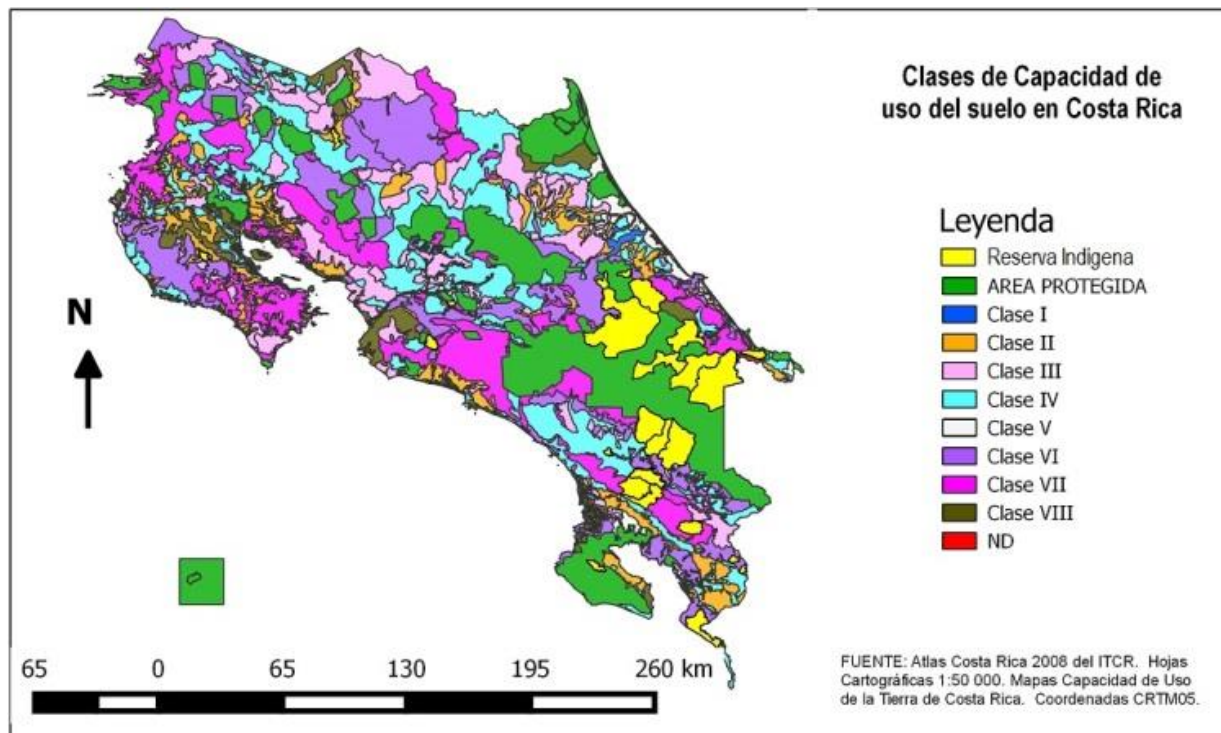 Clases de Capacidad de
uso del suelo en Costa Rica
Leyenda
Reserva Indígena
AREA PROTEGIDA
Clase I
Clase II
Clase III
Clase IV
Clase V
Clase VI
Clase VII
Clase VIII
ND
N
65 0 65 130 195 260 km
FUENTE: Atlas Costa Rica 2008 del ITCR. Hojas
Cartográficas 1:50 000. Mapas Capacidad de Uso
de la Tierra de Costa Rica. Coordenadas CRTM05.